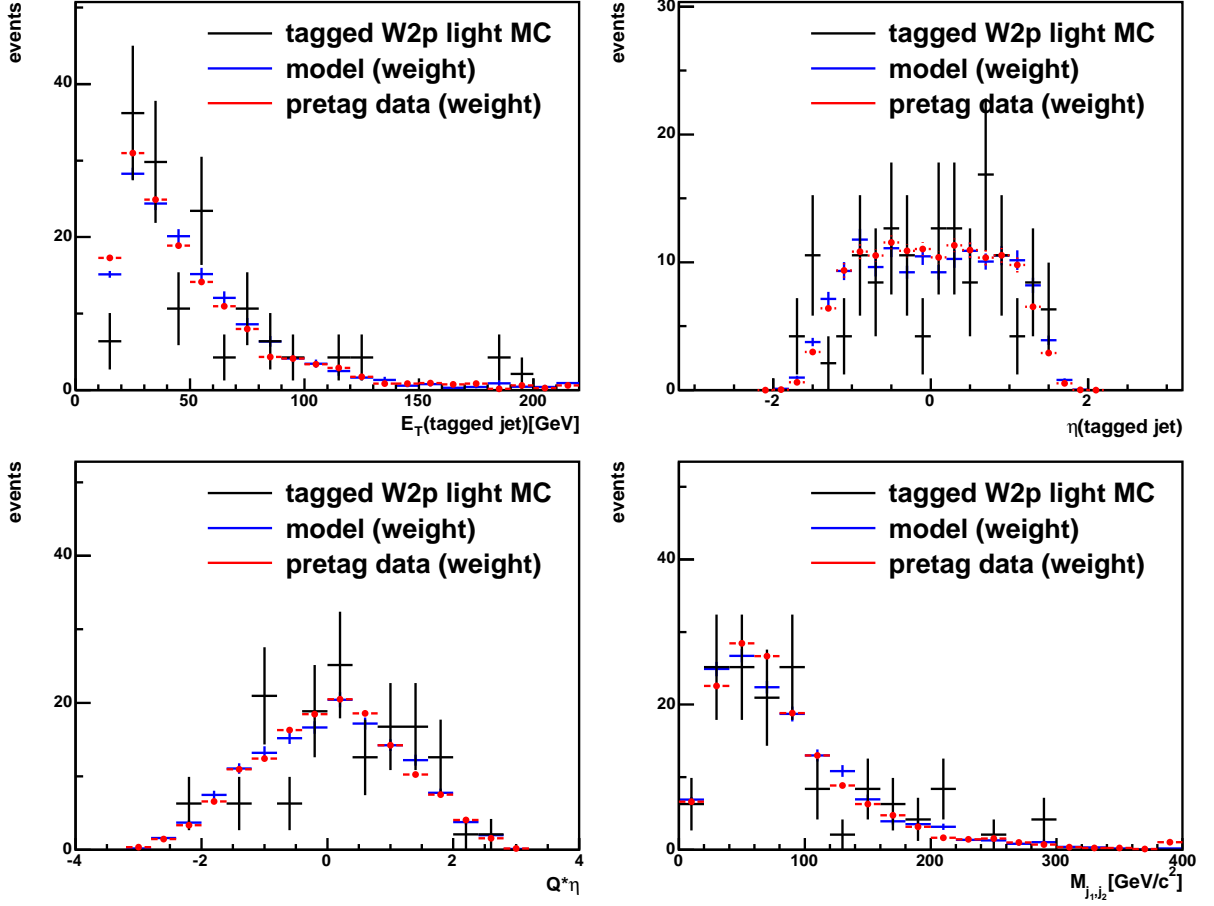 events
tagged W2p light MC
model (weight)
pretag data (weight)
40
20
0
0 50 100 150 200
E_T(tagged jet)[GeV]
events
tagged W2p light MC
model (weight)
pretag data (weight)
30
20
10
0
-2 0 2
η(tagged jet)
events
tagged W2p light MC
model (weight)
pretag data (weight)
40
20
0
-4 -2 0 2 4
Q*η
events
tagged W2p light MC
model (weight)
pretag data (weight)
40
20
0
0 100 200 300 400
M_{j_1,j_2}[GeV/c^2]